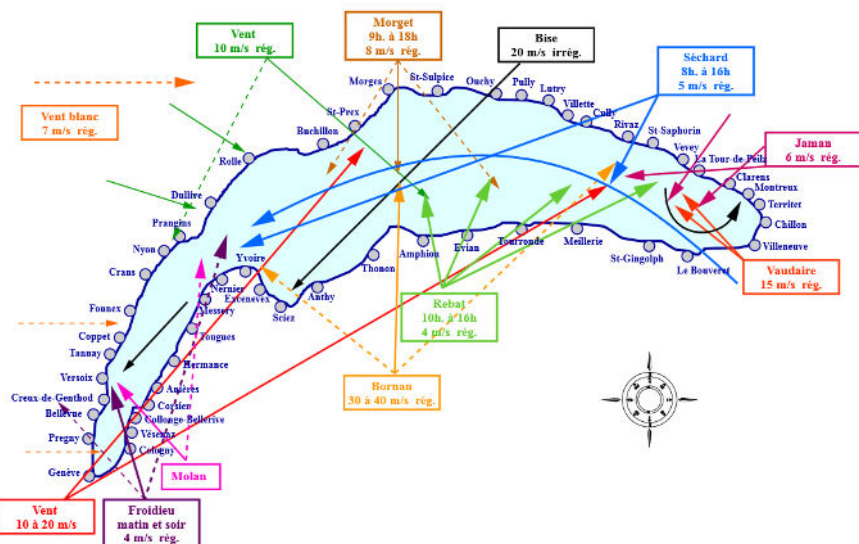 Vent
10 m/s rég.
Morget
9h. à 18h
8 m/s rég.
Bise
20 m/s irrég.
Séchard
8h. à 16h
5 m/s rég.
Vent blanc
7 m/s rég.
Jaman
6 m/s rég.
Morges
St-Sulpice
Ouchy
Pully
Lutry
Villette
Cully
Rivaz
St-Saphorin
Vevey
La Tour-de-Peilz
Clarens
Montreux
Territet
Chillon
Villeneuve
St-Prex
Buchillon
Rolle
Dullive
Prangins
Nyon
Crans
Founex
Coppet
Tannay
Versoix
Creux-de-Genthod
Bellevue
Pregny
Genève
Yvoire
Nernier
Messery
Excenevex
Sciez
Anthy
Thonon
Amphion
Evian
Tourronde
Meillerie
St-Gingolph
Le Bouveret
Tougues
Hermance
Anières
Corsier
Collonge-Bellerive
Vésenaz
Cologny
Rebat
10h. à 16h
4 m/s rég.
Vaudaire
15 m/s rég.
Bornan
30 à 40 m/s rég.
Molan
Vent
10 à 20 m/s
Froidieu
matin et soir
4 m/s rég.